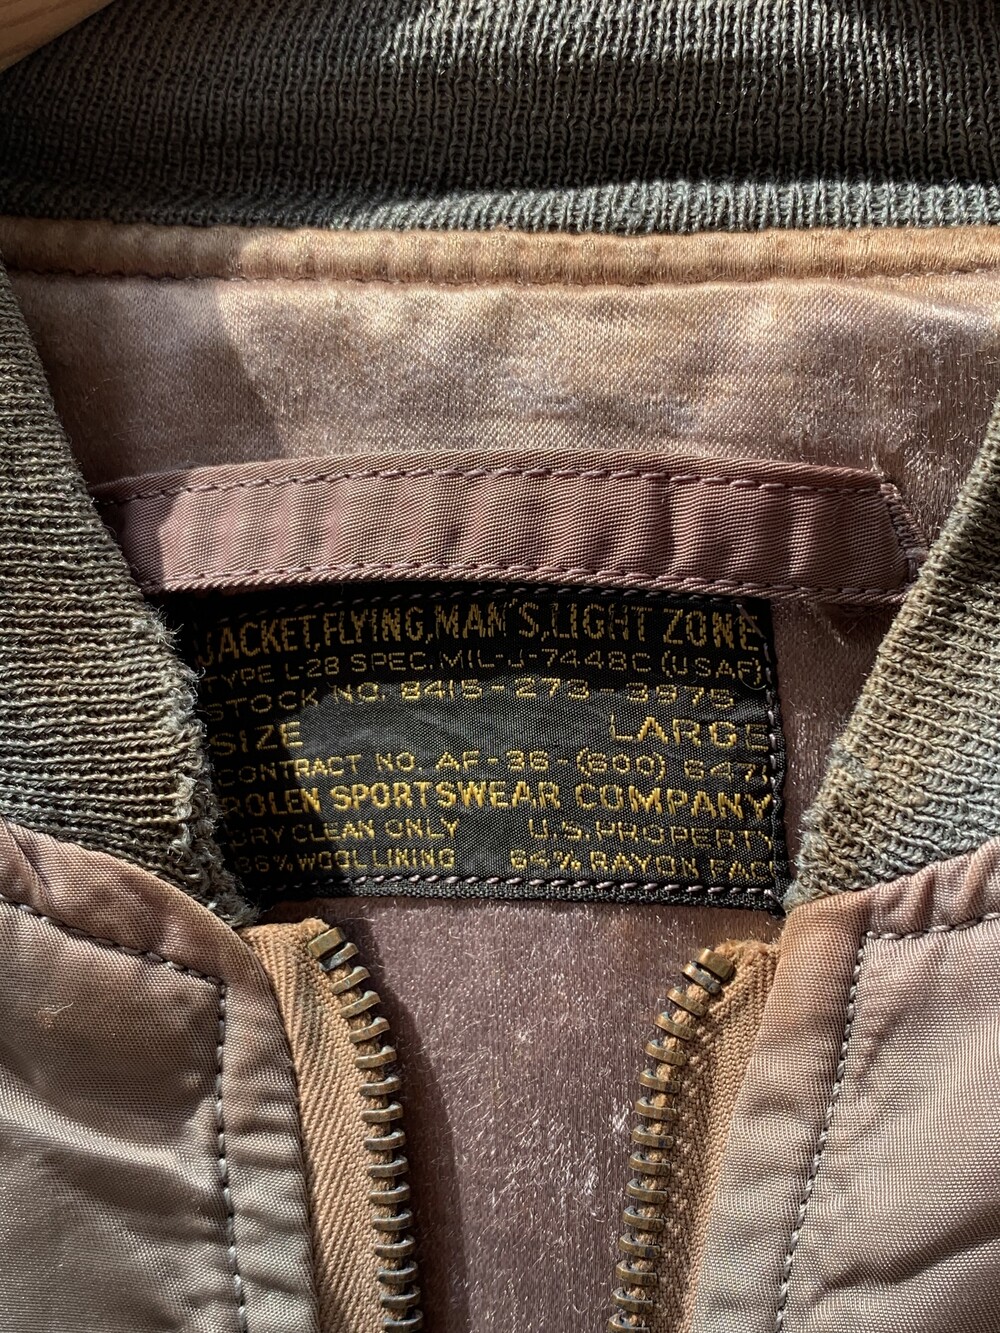 JACKET, FLYING, MAN'S, LIGHT ZONE
TYPE L-2B SPEC. MIL-J-7448C (USAF)
STOCK NO. 8415-273-3975
SIZE LARGE
CONTRACT NO. AF-36-(600) 647
ROLEN SPORTSWEAR COMPANY
DRY CLEAN ONLY U.S. PROPERTY
36% WOOL LINING 64% RAYON FAC